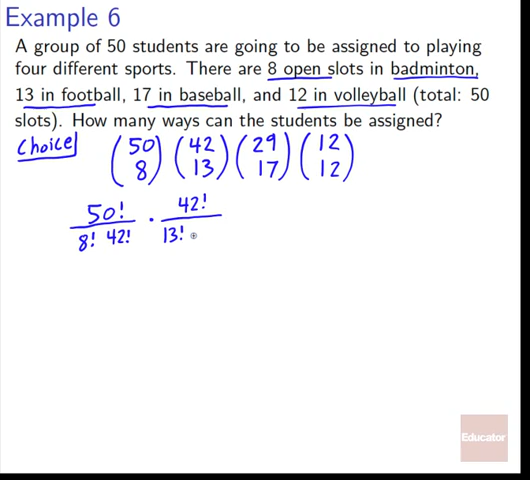 Example 6
A group of 50 students are going to be assigned to playing
four different sports. There are 8 open slots in badminton,
13 in football, 17 in baseball, and 12 in volleyball (total: 50
slots). How many ways can the students be assigned?
Choice (50 8) (42 13) (29 17) (12 12)
50!/8! 42! · 42!/13!
Educator